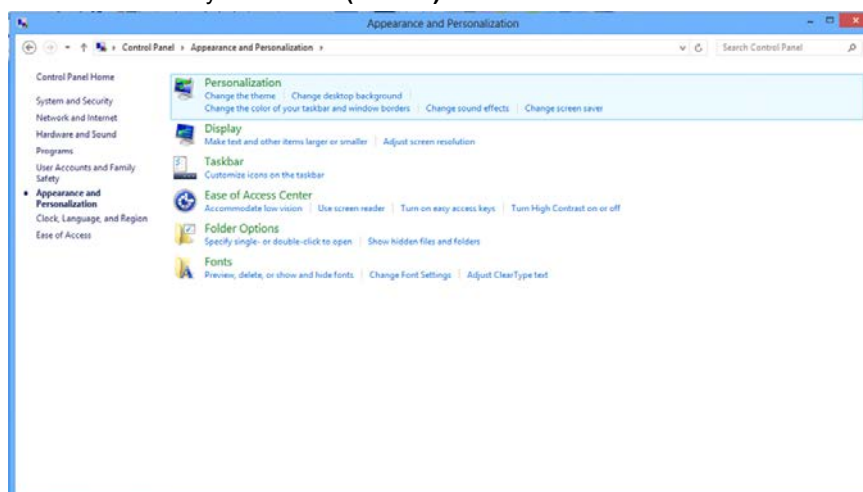 Appearance and Personalization
Control Panel › Appearance and Personalization ›
Search Control Panel
Control Panel Home
System and Security
Network and Internet
Hardware and Sound
Programs
User Accounts and Family
Safety
Appearance and
Personalization
Clock, Language, and Region
Ease of Access
Personalization
Change the theme
Change desktop background
Change the color of your taskbar and window borders
Change sound effects
Change screen saver
Display
Make text and other items larger or smaller
Adjust screen resolution
Taskbar
Customize icons on the taskbar
Ease of Access Center
Accommodate low vision
Use screen reader
Turn on easy access keys
Turn High Contrast on or off
Folder Options
Specify single- or double-click to open
Show hidden files and folders
Fonts
Preview, delete, or show and hide fonts
Change Font Settings
Adjust ClearType text